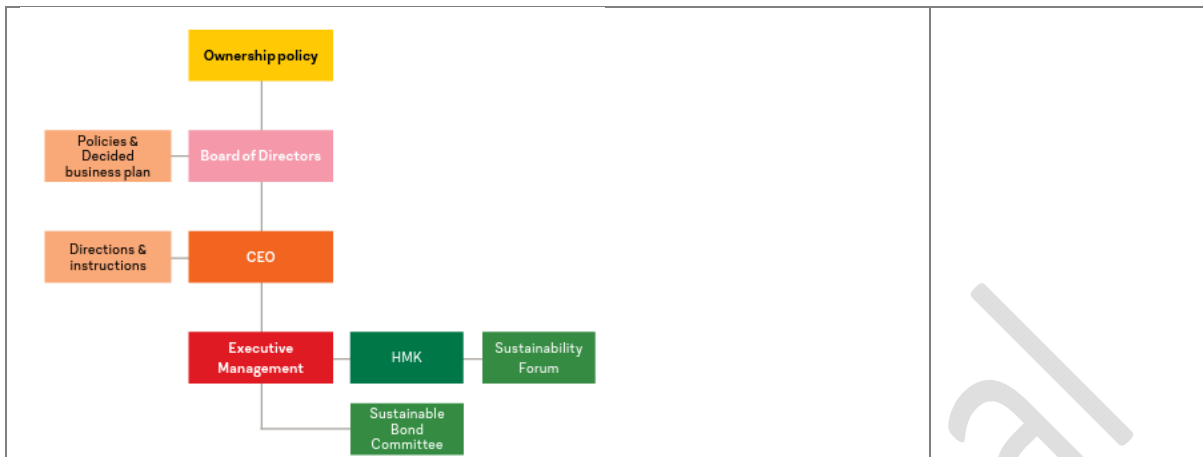 Ownership policy
Policies &
Decided
business plan
Board of Directors
Directions &
instructions
CEO
Executive
Management
HMK
Sustainability
Forum
Sustainable
Bond
Committee